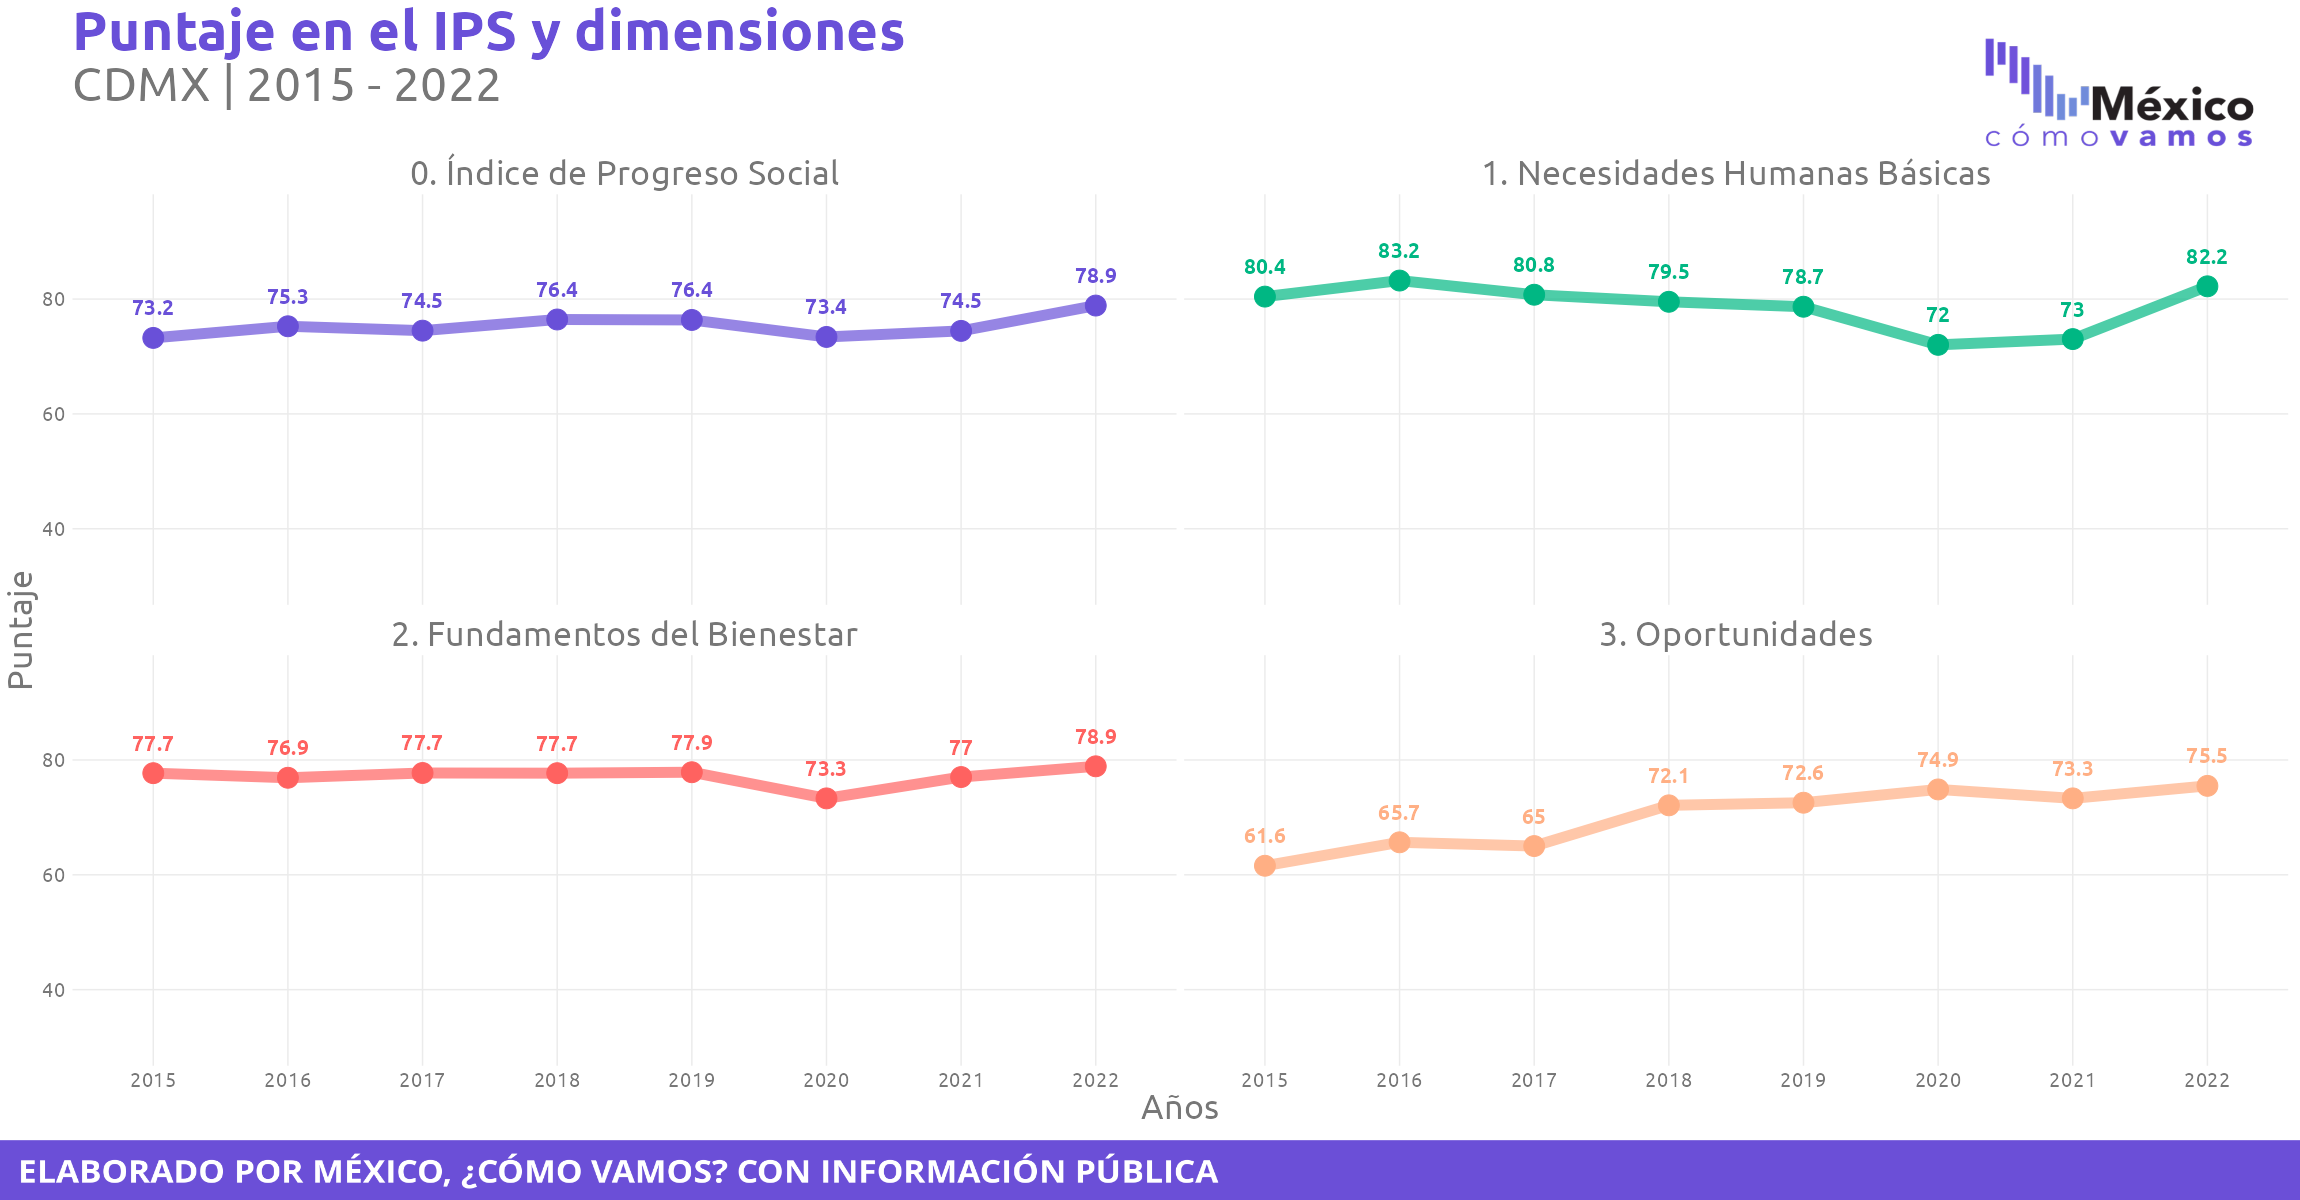 Puntaje en el IPS y dimensiones
CDMX | 2015 - 2022
México
cómovamos
0. Índice de Progreso Social
80
60
40
73.2
75.3
74.5
76.4
76.4
73.4
74.5
78.9
1. Necesidades Humanas Básicas
80.4
83.2
80.8
79.5
78.7
72
73
82.2
Puntaje
2. Fundamentos del Bienestar
80
60
40
77.7
76.9
77.7
77.7
77.9
73.3
77
78.9
2015 2016 2017 2018 2019 2020 2021 2022
3. Oportunidades
61.6
65.7
65
72.1
72.6
74.9
73.3
75.5
2015 2016 2017 2018 2019 2020 2021 2022
Años
ELABORADO POR MÉXICO, ¿CÓMO VAMOS? CON INFORMACIÓN PÚBLICA